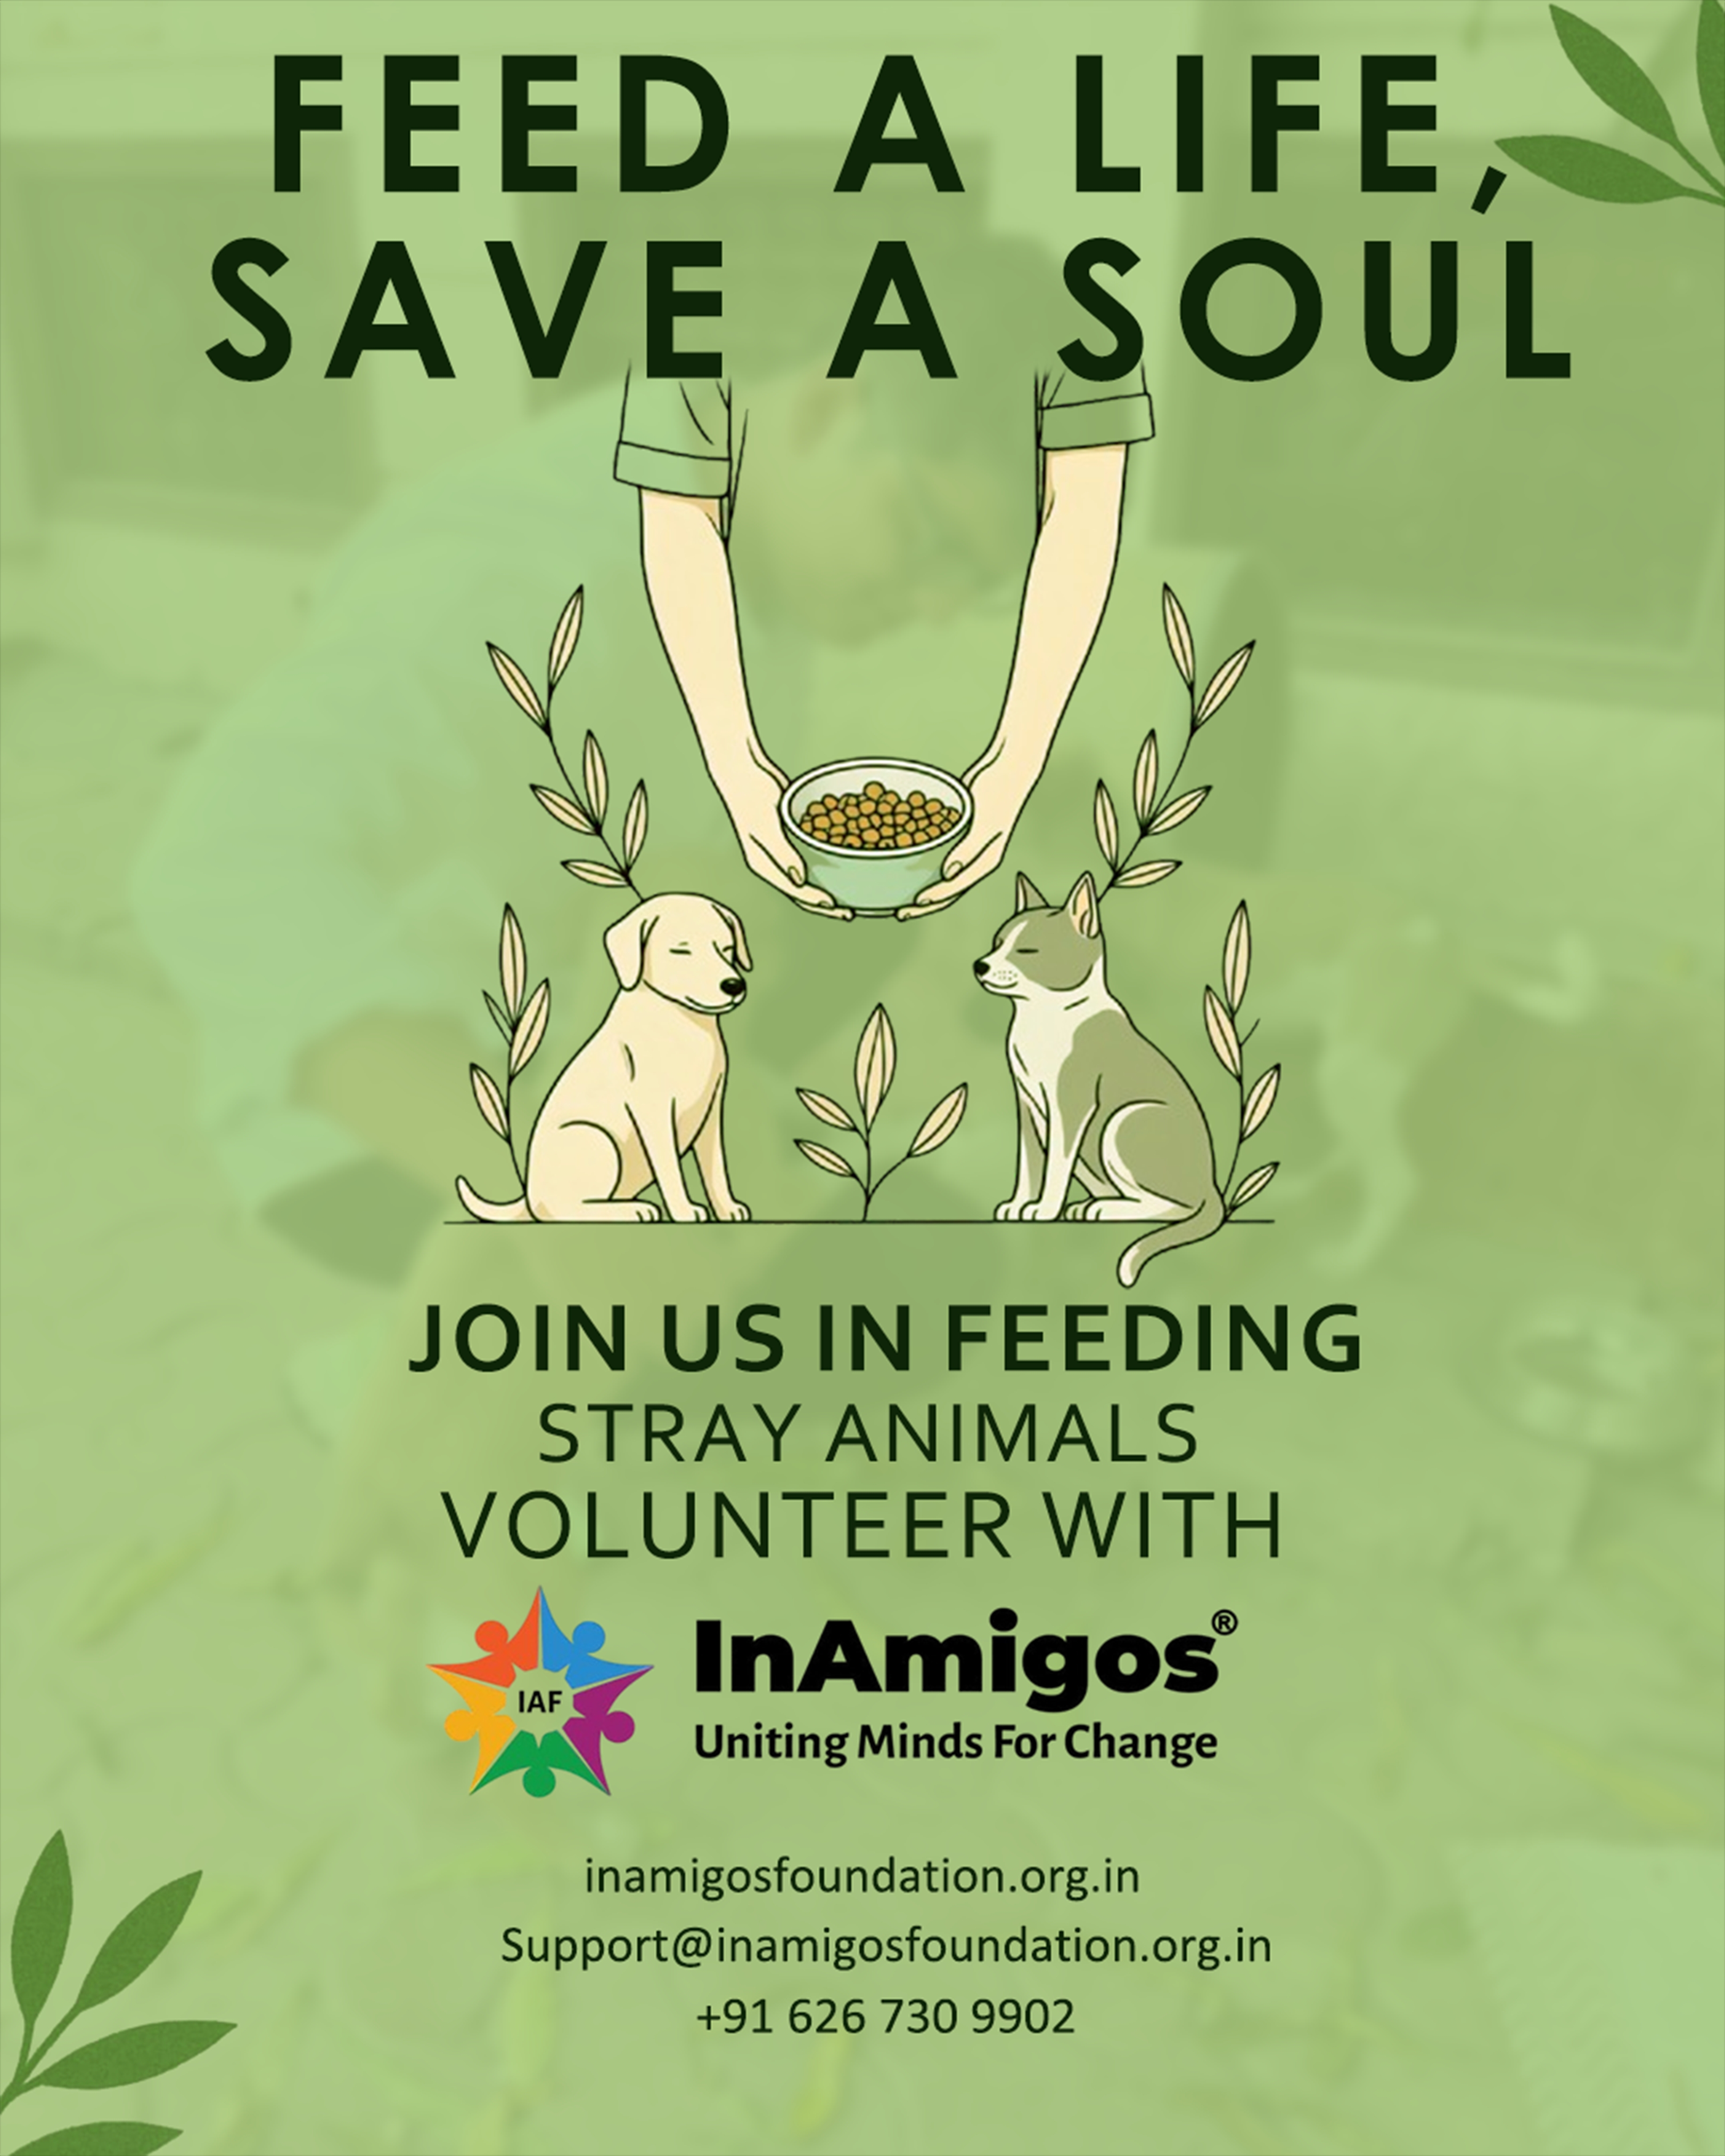 FEED A LIFE,
SAVE A SOUL
JOIN US IN FEEDING
STRAY ANIMALS
VOLUNTEER WITH
IAF
InAmigos®
Uniting Minds For Change
inamigosfoundation.org.in
Support@inamigosfoundation.org.in
+91 626 730 9902